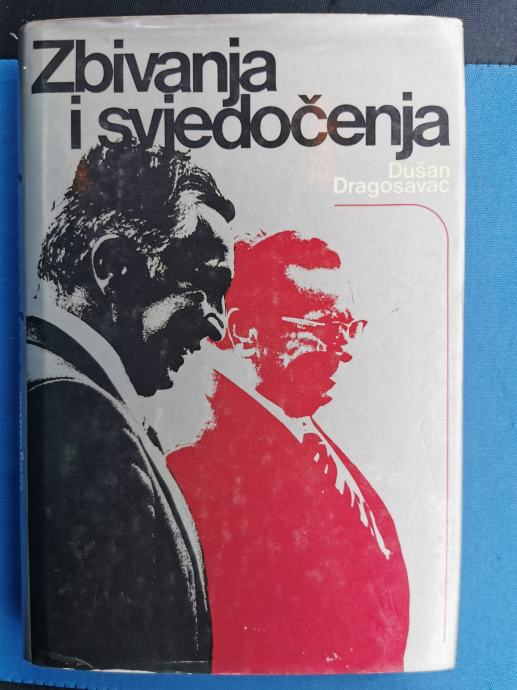 Zbivanja
i svjedočenja
Dušan
Dragosavac